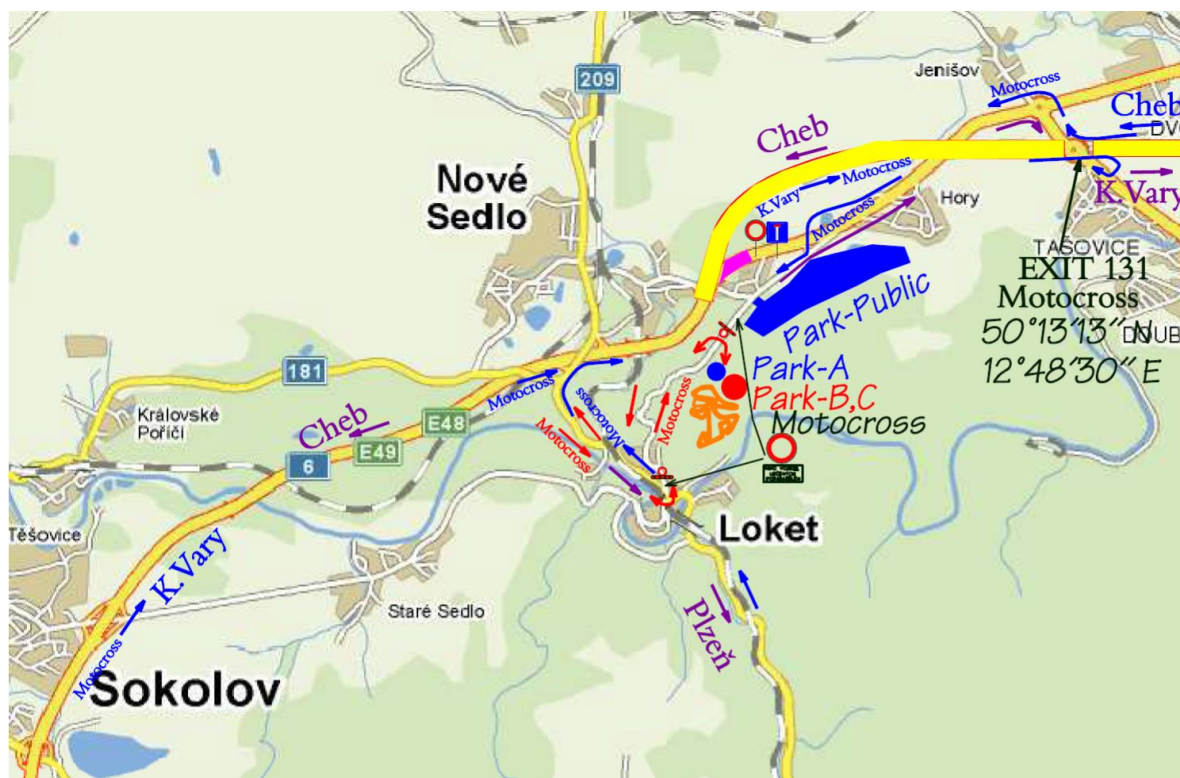 Jenišov
Motocross
Cheb
DVO
209
Cheb
K.Vary
Motocross
Nové
Sedlo
Motocross
Hory
K.Vary
TAŠOVICE
EXIT 131
Motocross
50°13'13" N
DOUB
12°48'30" E
Park-Public
181
Park-A
Park-B,C
Motocross
Motocross
Motocross
Motocross
Motocross
Královské
Poříčí
Cheb
E48
E49
6
Loket
Těšovice
K.Vary
Staré Sedlo
Plzeň
Motocross
Sokolov